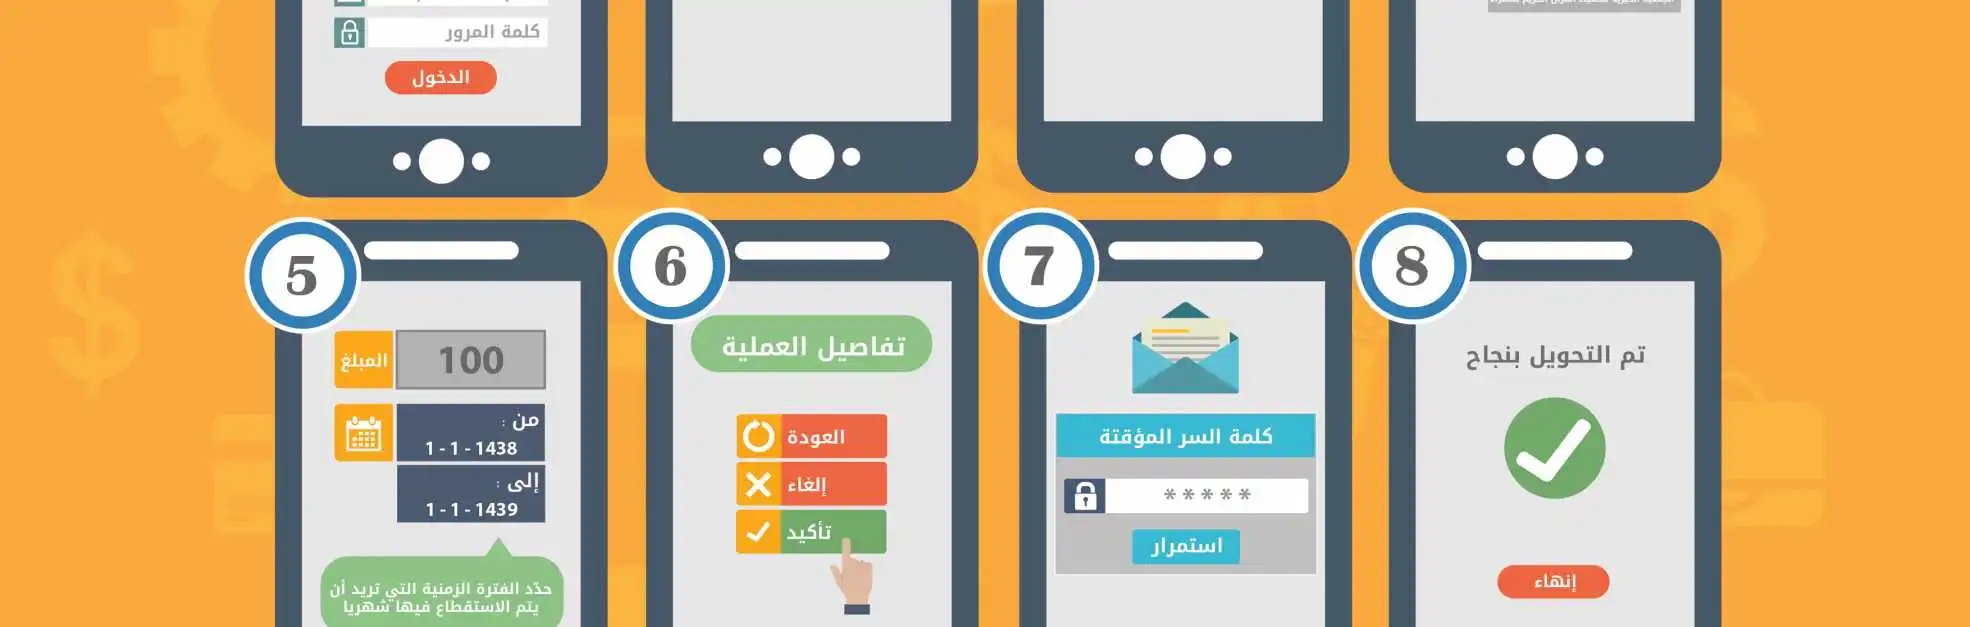 كلمة المرور
الدخول
5
المبلغ
100
من :
1 - 1 - 1438
إلى :
1 - 1 - 1439
حدّد الفترة الزمنية التي تريد أن
يتم الاستقطاع فيها شهريا
6
تفاصيل العملية
العودة
إلغاء
تأكيد
7
كلمة السر المؤقتة
* * * * *
استمرار
8
تم التحويل بنجاح
إنهاء